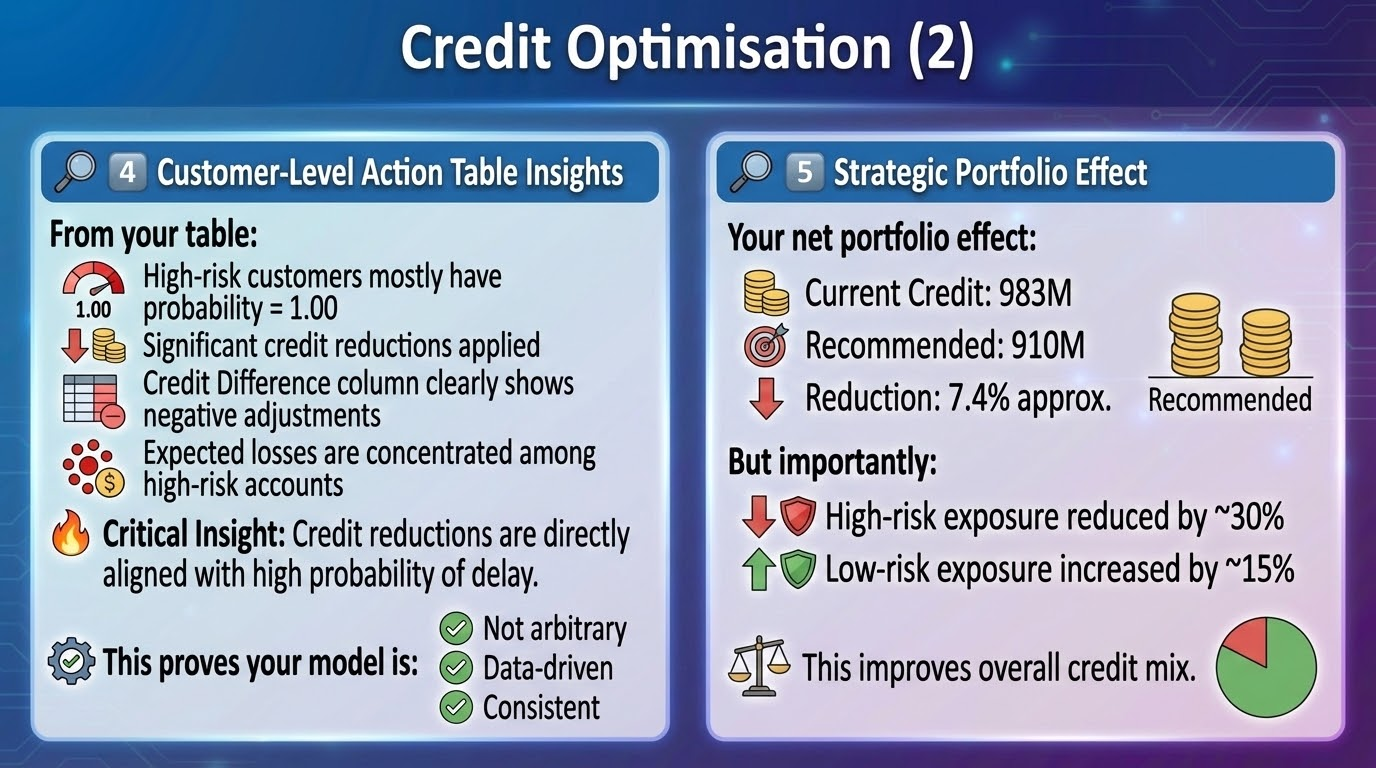 Credit Optimisation (2)
4 Customer-Level Action Table Insights
From your table:
1.00
High-risk customers mostly have
probability = 1.00
Significant credit reductions applied
Credit Difference column clearly shows
negative adjustments
$
Expected losses are concentrated among
high-risk accounts
Critical Insight: Credit reductions are directly
aligned with high probability of delay.
This proves your model is:
Not arbitrary
Data-driven
Consistent
5 Strategic Portfolio Effect
Your net portfolio effect:
Current Credit: 983M
Recommended: 910M
Reduction: 7.4% approx.
Recommended
But importantly:
High-risk exposure reduced by ~30%
Low-risk exposure increased by ~15%
This improves overall credit mix.